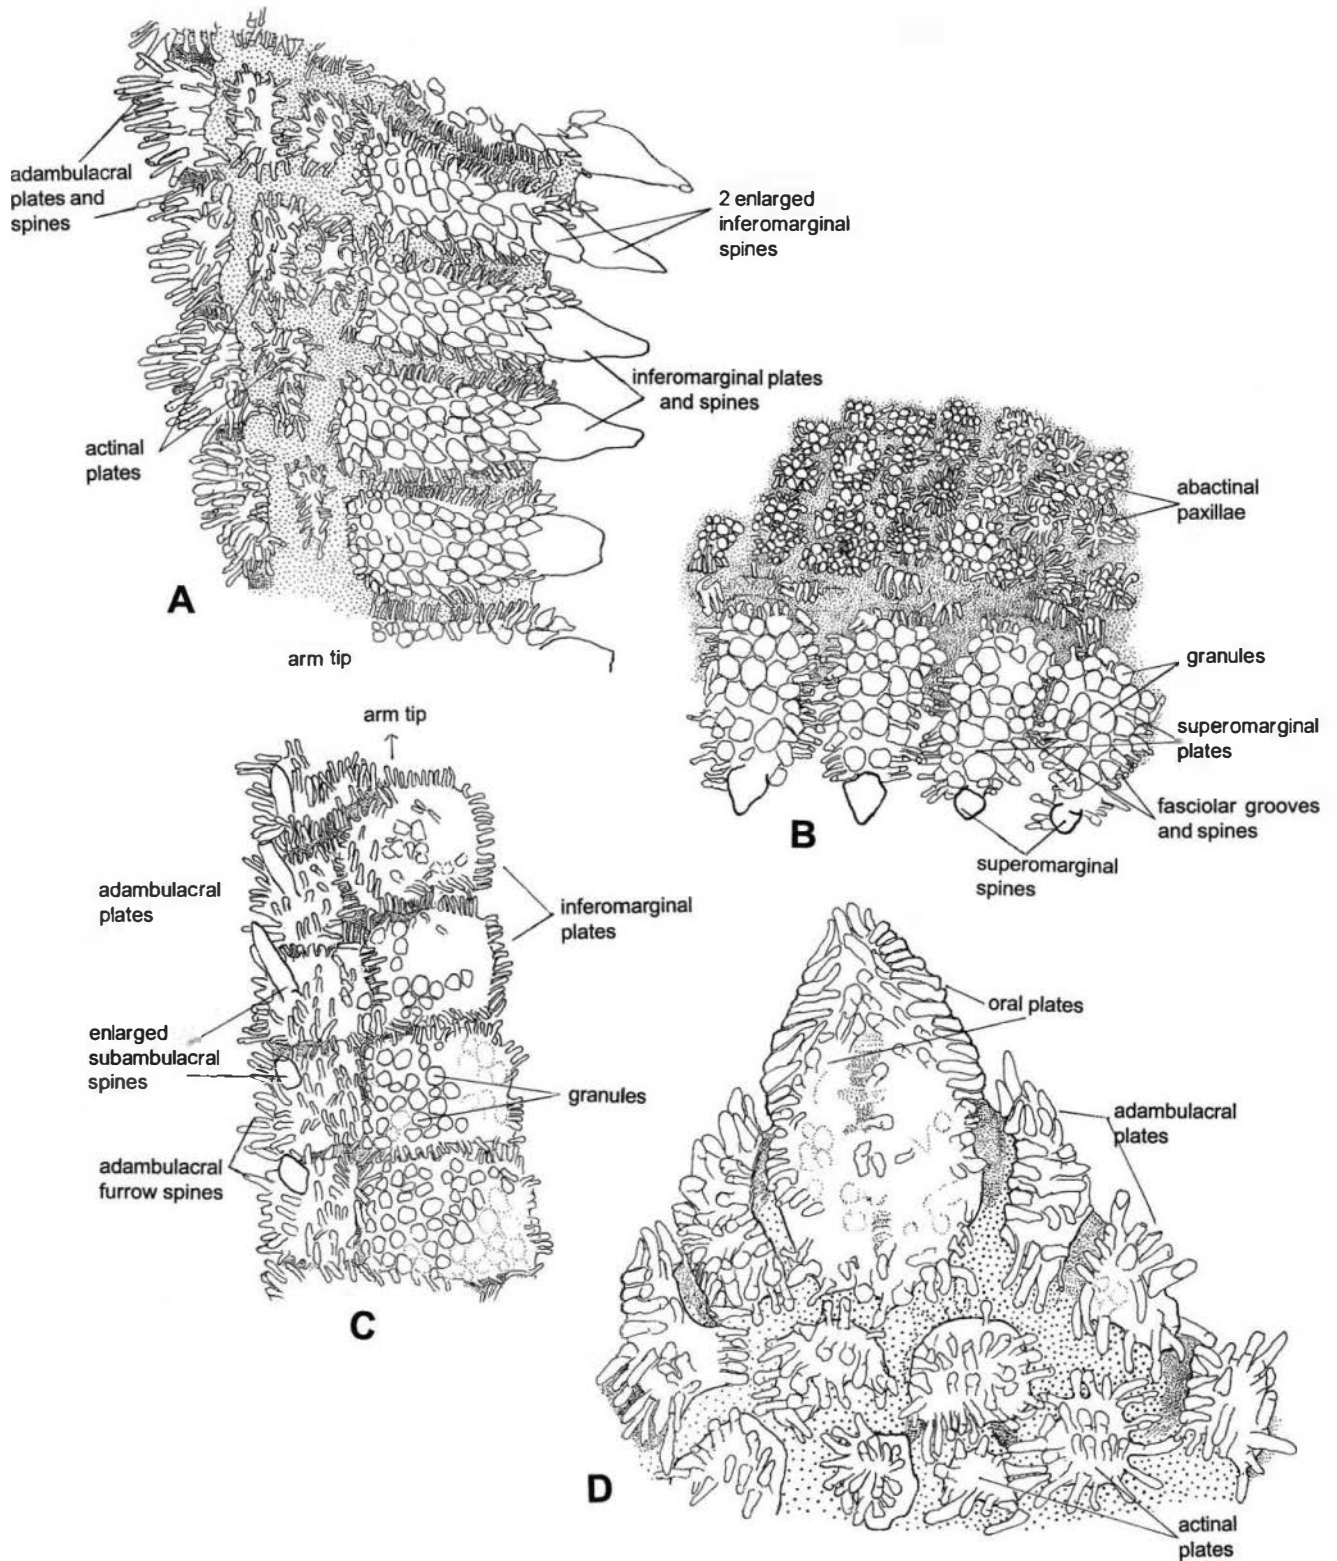 adambulacral
plates and
spines
2 enlarged
inferomarginal
spines
inferomarginal plates
and spines
actinal
plates
A
arm tip
abactinal
paxillae
granules
superomarginal
plates
fasciolar grooves
and spines
superomarginal
spines
B
arm tip
adambulacral
plates
inferomarginal
plates
enlarged
subambulacral
spines
granules
adambulacral
furrow spines
C
oral plates
adambulacral
plates
D
actinal
plates